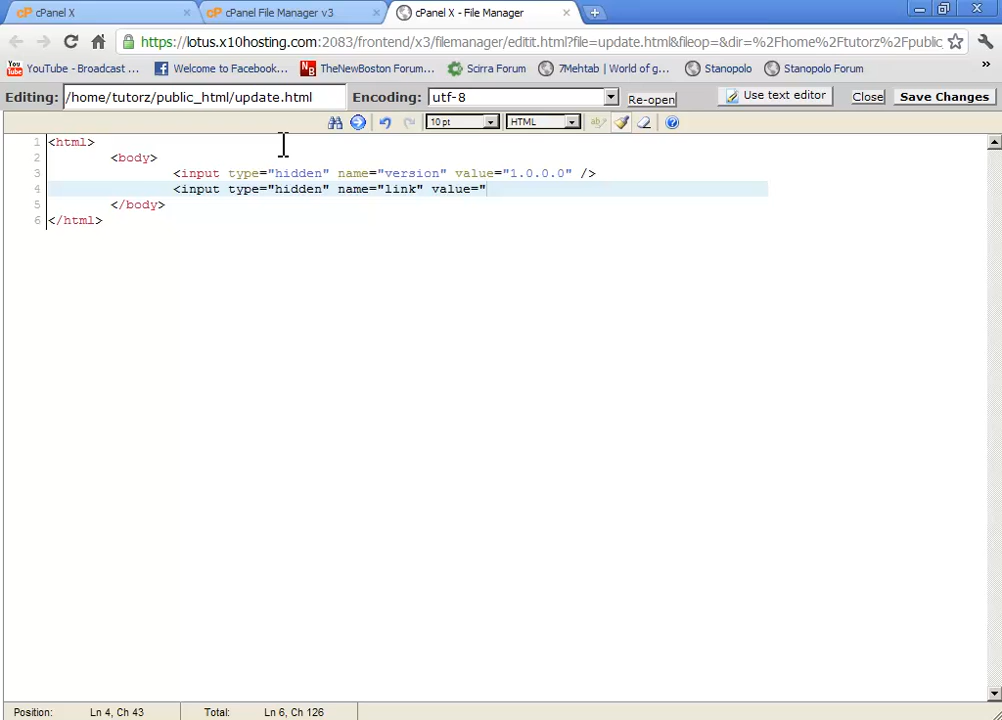 cPanel X
cPanel File Manager v3
cPanel X - File Manager
https://lotus.x10hosting.com:2083/frontend/x3/filemanager/editit.html?file=update.html&fileop=&dir=%2Fhome%2Ftutorz%2Fpublic_
YouTube - Broadcast ...
Welcome to Facebook...
TheNewBoston Forum...
Scirra Forum
7Mehtab | World of g...
Stanopolo
Stanopolo Forum
»
Editing: /home/tutorz/public_html/update.html Encoding: utf-8 Re-open Use text editor Close Save Changes
10 pt HTML
1 <html>
2 <body>
3 <input type="hidden" name="version" value="1.0.0.0" />
4 <input type="hidden" name="link" value="
5 </body>
6 </html>
Position: Ln 4, Ch 43 Total: Ln 6, Ch 126